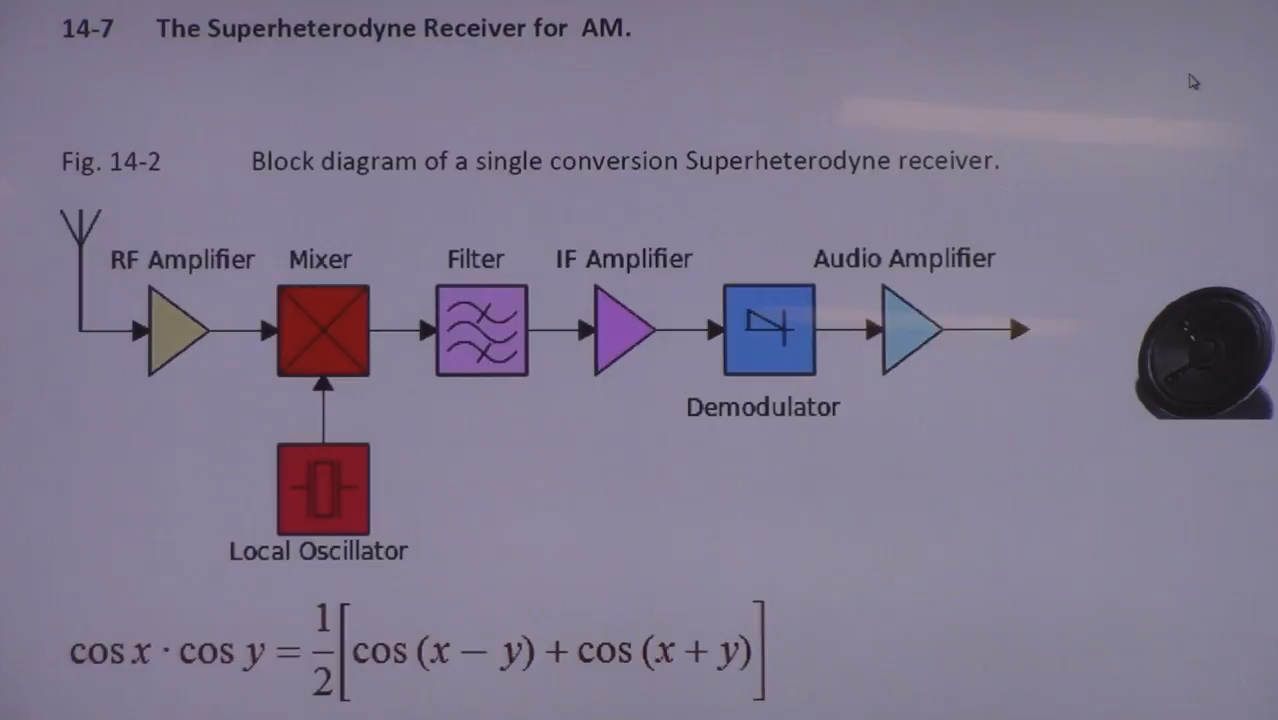 14-7 The Superheterodyne Receiver for AM.
Fig. 14-2 Block diagram of a single conversion Superheterodyne receiver.
RF Amplifier Mixer Filter IF Amplifier Audio Amplifier
Demodulator
Local Oscillator
cos x · cos y = 1/2 [cos (x − y) + cos (x + y)]